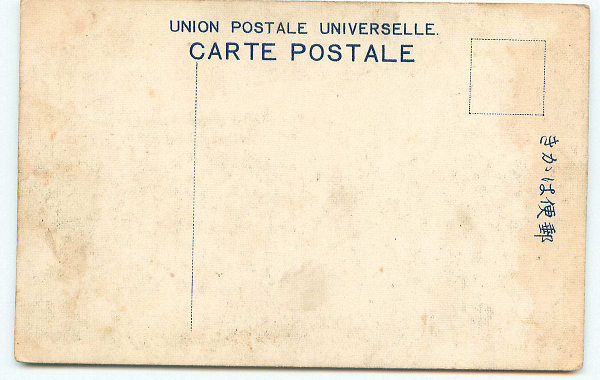 UNION POSTALE UNIVERSELLE.
CARTE POSTALE
郵便はかき